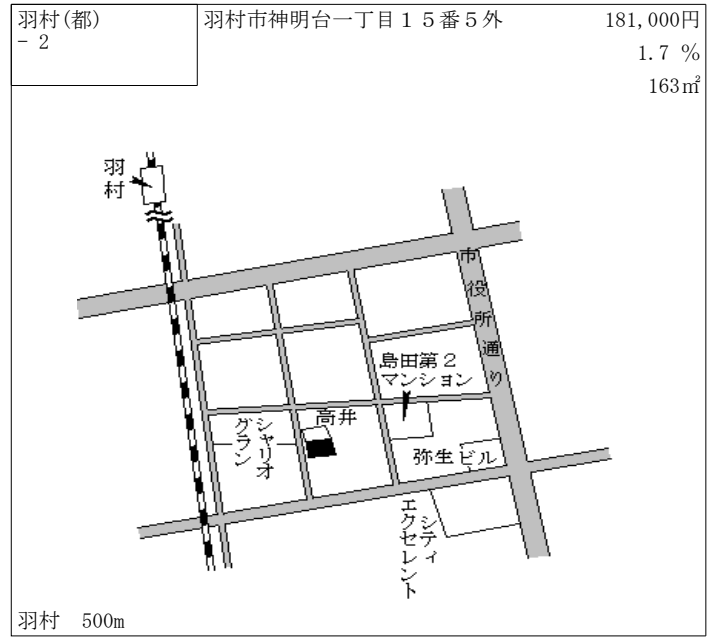 羽村(都)
- 2
羽村市神明台一丁目１５番５外
181,000円
1.7 %
163㎡
羽村
市役所通り
島田第２
マンション
高井
シャリオ
グラン
弥生ビル
シティ
エクセレント
羽村 500m